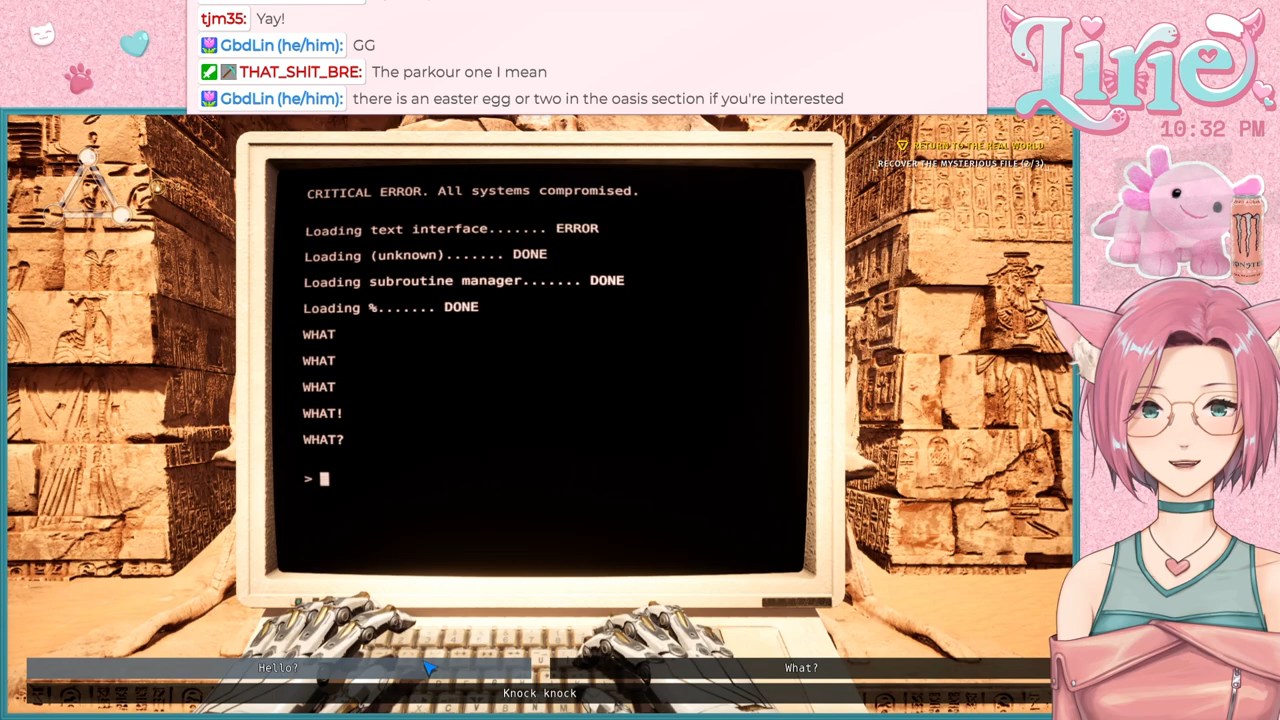 tjm35: Yay!
GbdLin (he/him): GG
THAT_SHIT_BRE: The parkour one I mean
GbdLin (he/him): there is an easter egg or two in the oasis section if you're interested
Lirie
10:32 PM
RETURN TO THE REAL WORLD
RECOVER THE MYSTERIOUS FILE (2/3)
CRITICAL ERROR. All systems compromised.
Loading text interface....... ERROR
Loading (unknown)....... DONE
Loading subroutine manager....... DONE
Loading %....... DONE
WHAT
WHAT
WHAT
WHAT!
WHAT?
>
Hello?
What?
Knock knock